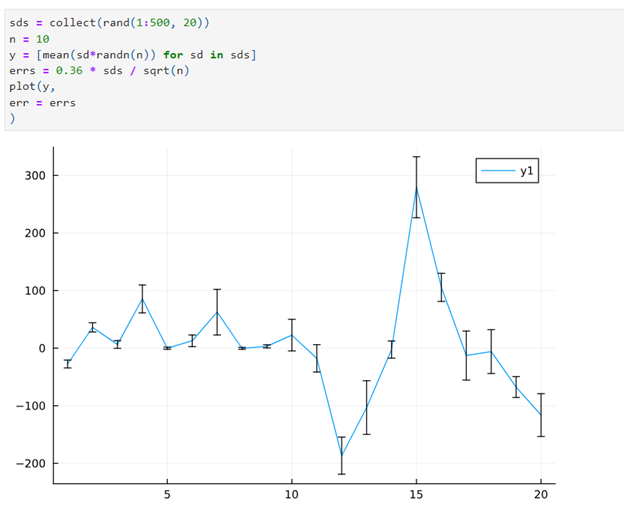 sds = collect(rand(1:500, 20))
n = 10
y = [mean(sd*randn(n)) for sd in sds]
errs = 0.36 * sds / sqrt(n)
plot(y,
err = errs
)
y1
300
200
100
0
−100
−200
5
10
15
20